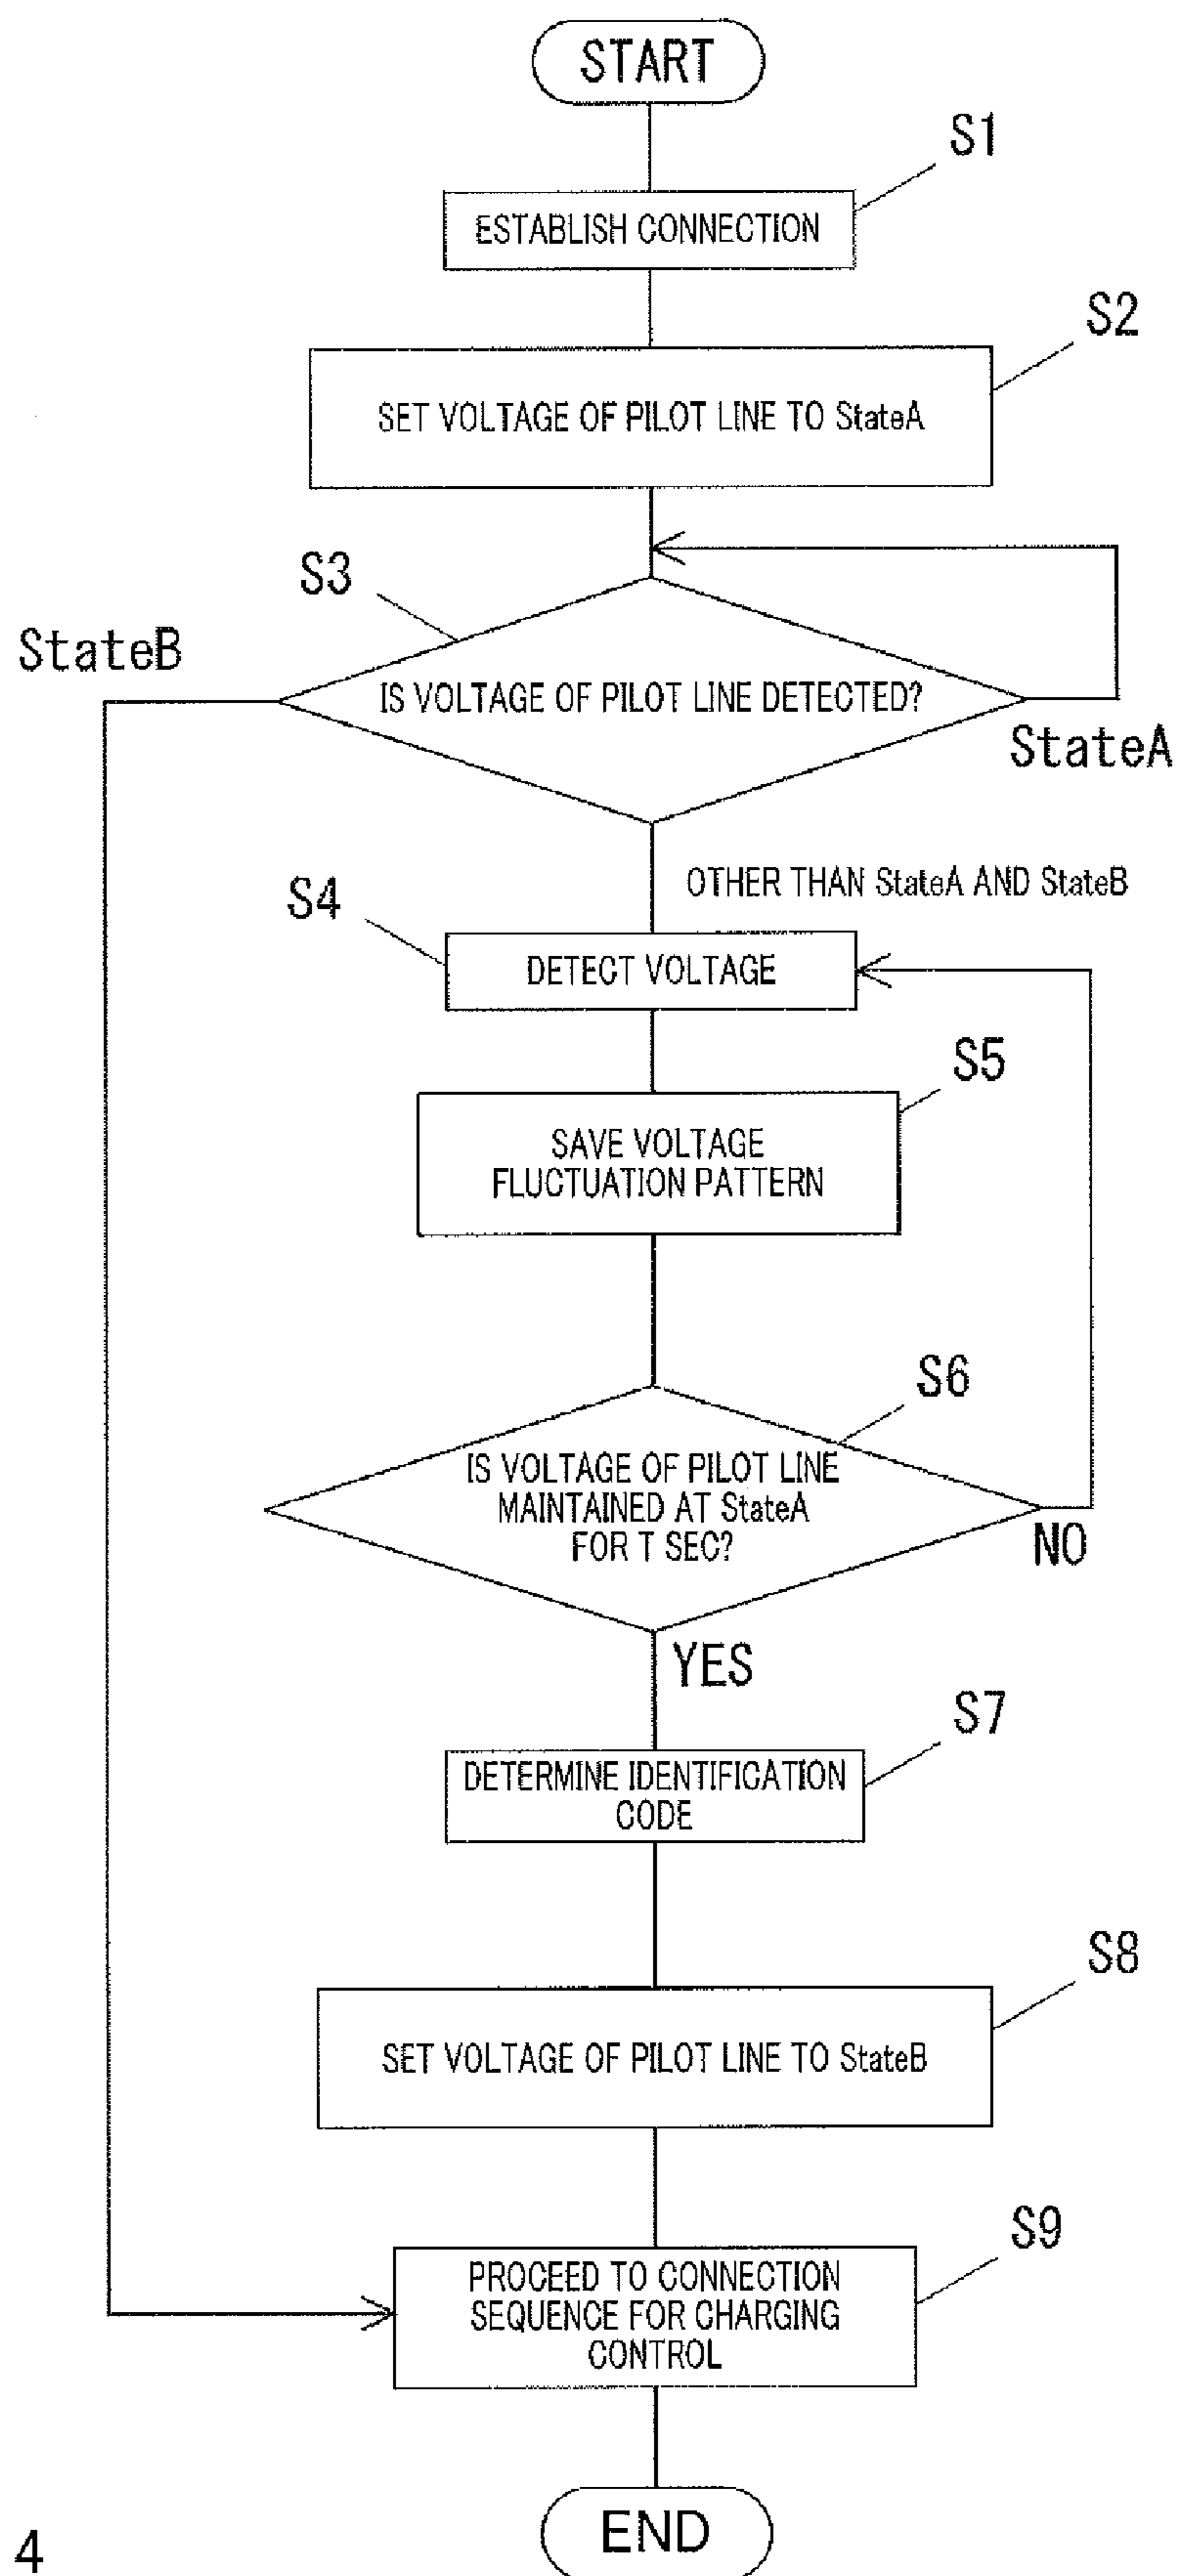 START
S1
ESTABLISH CONNECTION
S2
SET VOLTAGE OF PILOT LINE TO StateA
S3
StateB
IS VOLTAGE OF PILOT LINE DETECTED?
StateA
OTHER THAN StateA AND StateB
S4
DETECT VOLTAGE
S5
SAVE VOLTAGE
FLUCTUATION PATTERN
S6
IS VOLTAGE OF PILOT LINE
MAINTAINED AT StateA
FOR T SEC?
NO
YES
S7
DETERMINE IDENTIFICATION
CODE
S8
SET VOLTAGE OF PILOT LINE TO StateB
S9
PROCEED TO CONNECTION
SEQUENCE FOR CHARGING
CONTROL
END
4